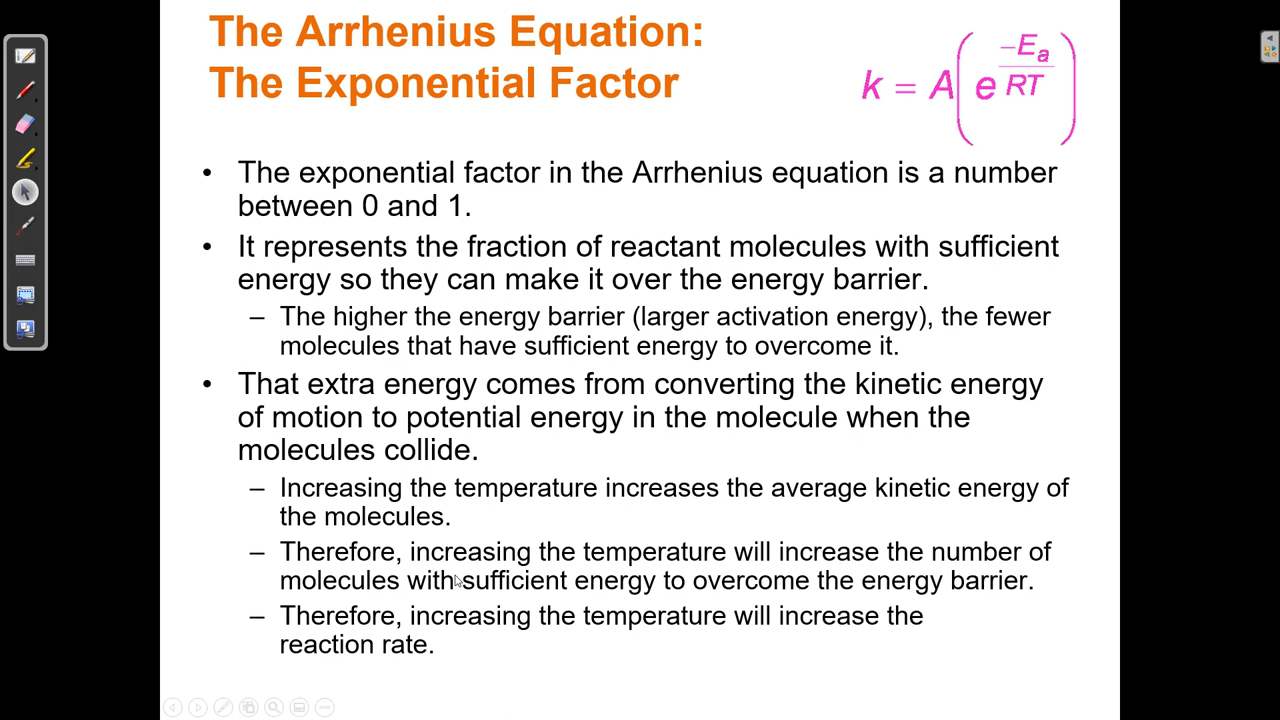 The Arrhenius Equation:
The Exponential Factor
k = A( e^{-E_a/RT} )
• The exponential factor in the Arrhenius equation is a number
between 0 and 1.
• It represents the fraction of reactant molecules with sufficient
energy so they can make it over the energy barrier.
– The higher the energy barrier (larger activation energy), the fewer
molecules that have sufficient energy to overcome it.
• That extra energy comes from converting the kinetic energy
of motion to potential energy in the molecule when the
molecules collide.
– Increasing the temperature increases the average kinetic energy of
the molecules.
– Therefore, increasing the temperature will increase the number of
molecules with sufficient energy to overcome the energy barrier.
– Therefore, increasing the temperature will increase the
reaction rate.